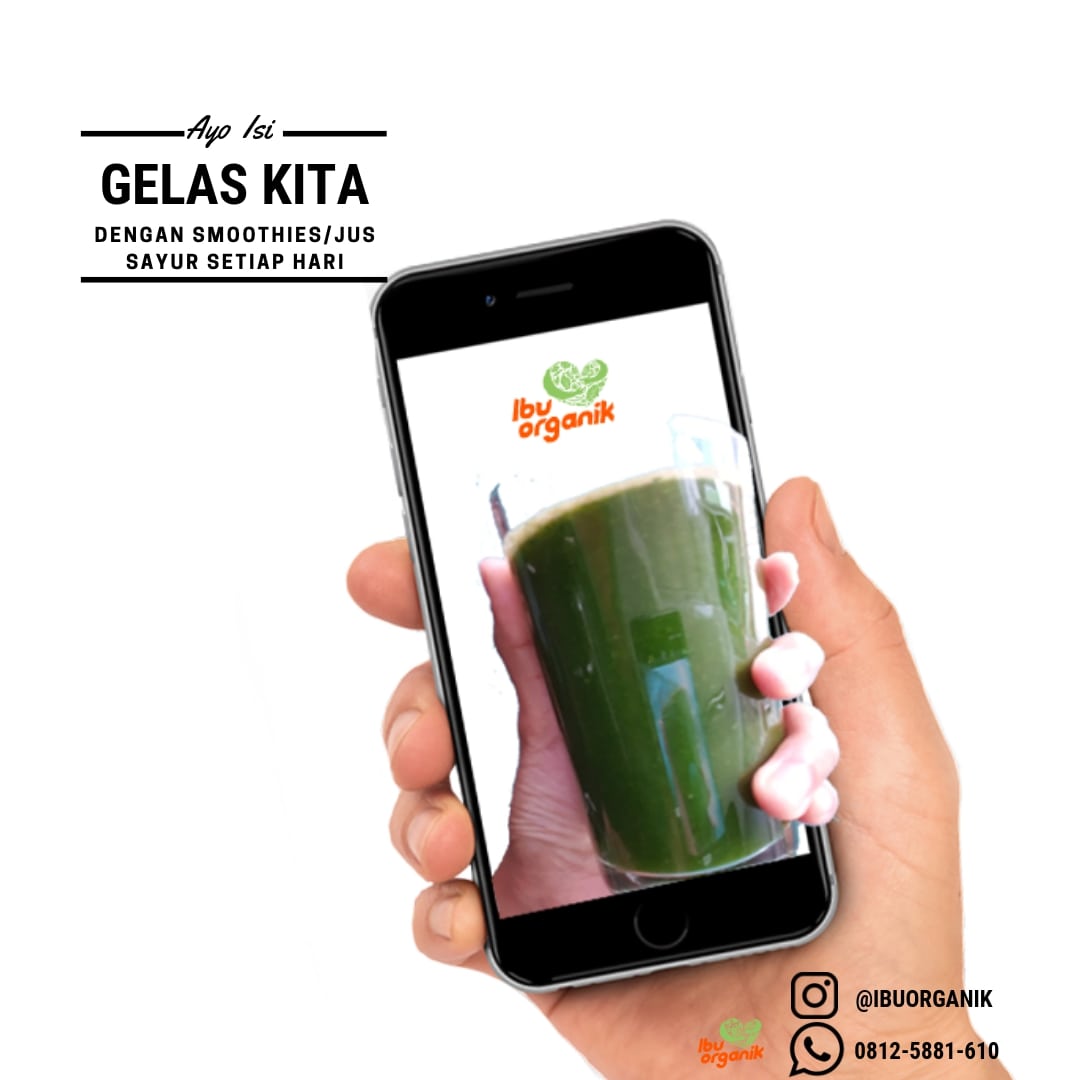 Ayo Isi
GELAS KITA
DENGAN SMOOTHIES/JUS
SAYUR SETIAP HARI
Ibu
organik
@IBUORGANIK
Ibu
organik
0812-5881-610